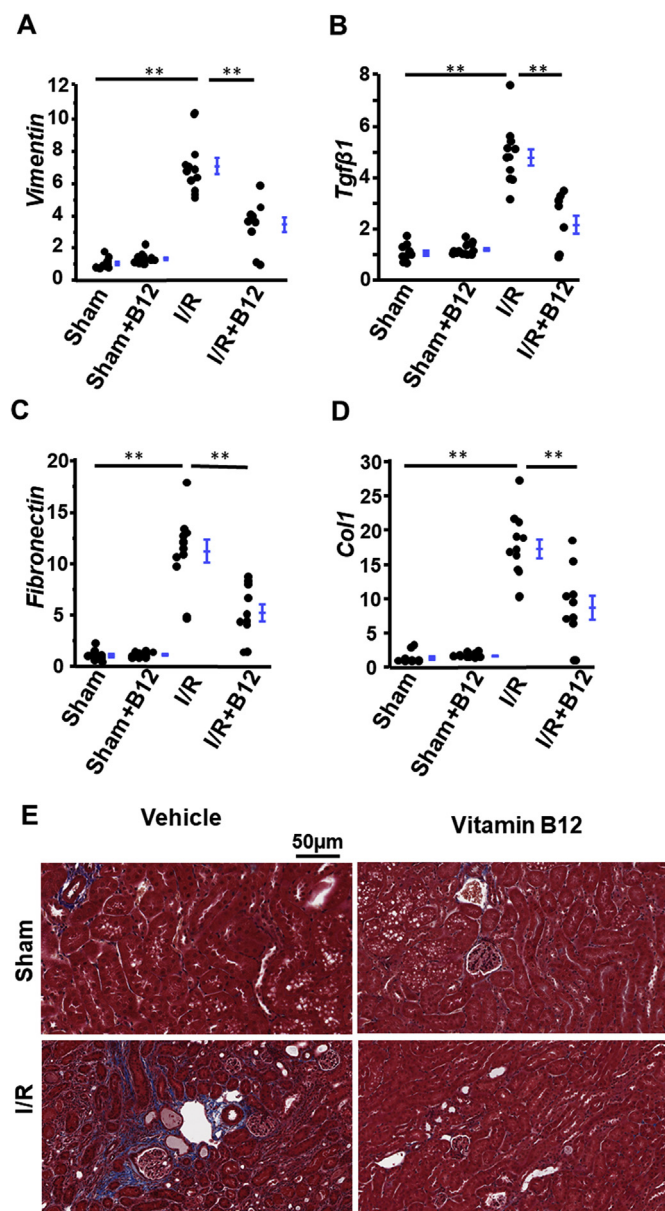 A
** **
Vimentin
12
10
8
6
4
2
0
Sham
Sham+B12
I/R
I/R+B12
B
** **
Tgfβ1
8
6
4
2
0
Sham
Sham+B12
I/R
I/R+B12
C
** **
Fibronectin
20
15
10
5
0
Sham
Sham+B12
I/R
I/R+B12
D
** **
Col1
30
25
20
15
10
5
0
Sham
Sham+B12
I/R
I/R+B12
E
Vehicle
Vitamin B12
50μm
Sham
I/R